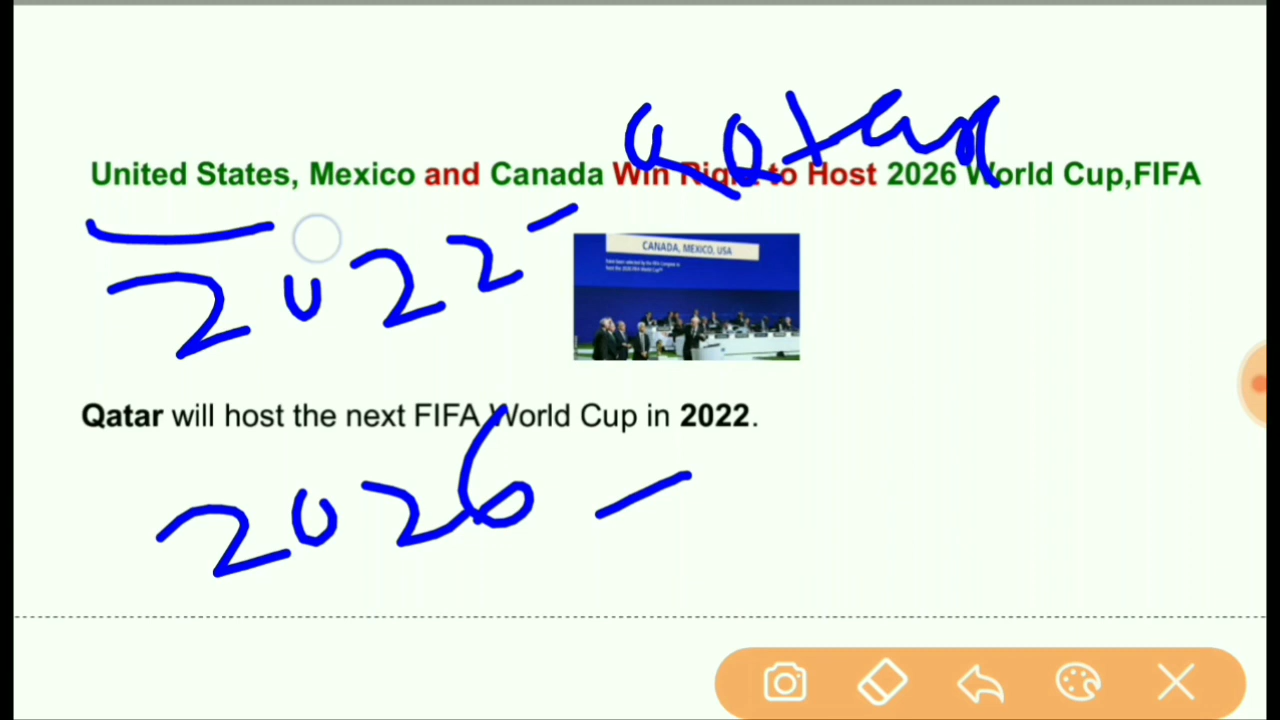 Qatar
United States, Mexico and Canada Win Right to Host 2026 World Cup,FIFA
2022 -
CANADA, MEXICO, USA
Qatar will host the next FIFA World Cup in 2022.
2026 -